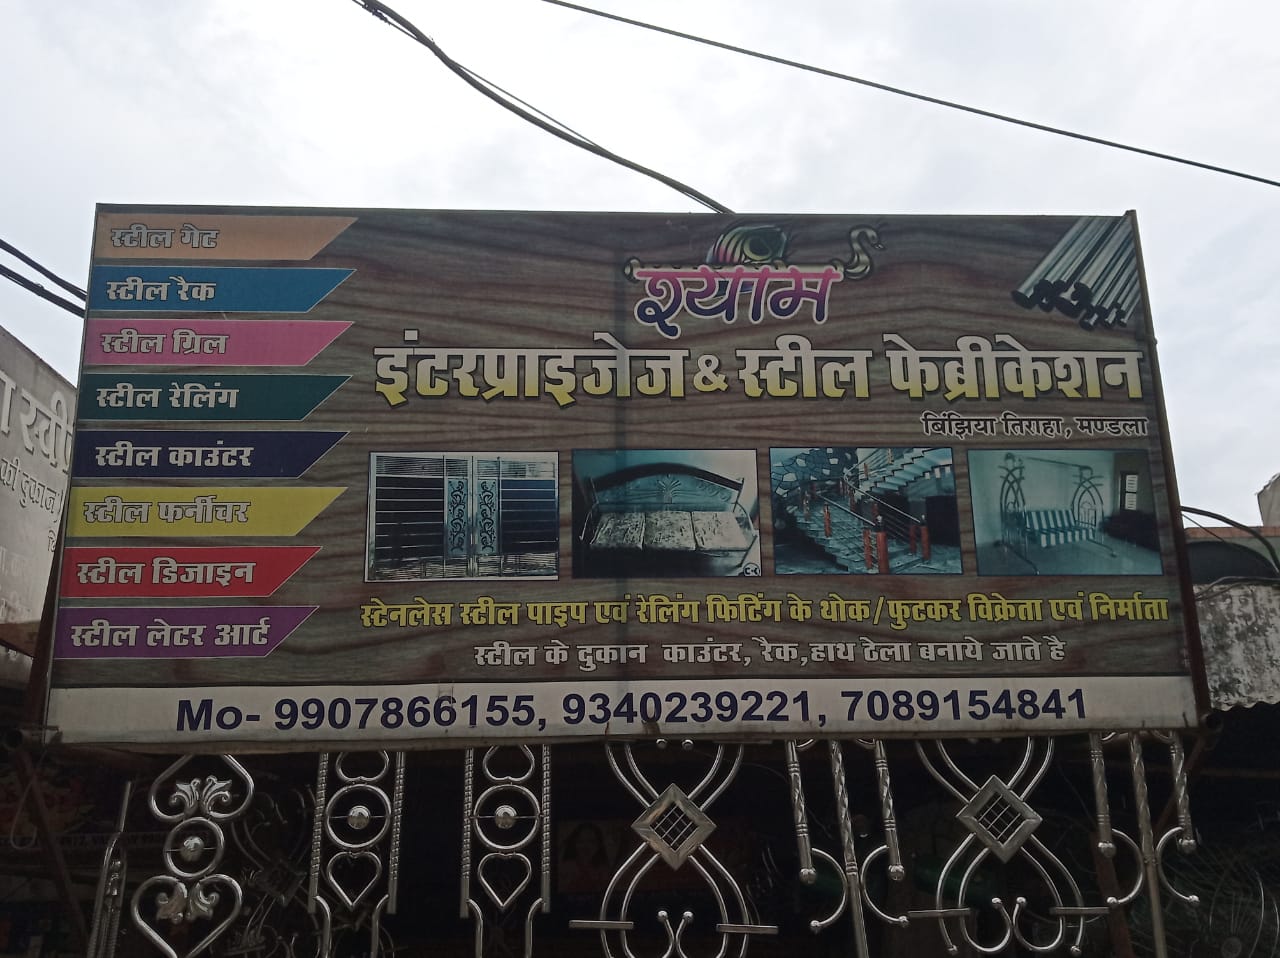 श्याम
इंटरप्राइजेज & स्टील फेब्रीकेशन
बिंझिया तिराहा, मण्डला
स्टील गेट
स्टील रैक
स्टील ग्रिल
स्टील रेलिंग
स्टील काउंटर
स्टील फर्नीचर
स्टील डिजाइन
स्टील लेटर आर्ट
स्टेनलेस स्टील पाइप एवं रेलिंग फिटिंग के थोक/फुटकर विक्रेता एवं निर्माता
स्टील के दुकान काउंटर, रैक,हाथ ठेला बनाये जाते है
Mo- 9907866155, 9340239221, 7089154841